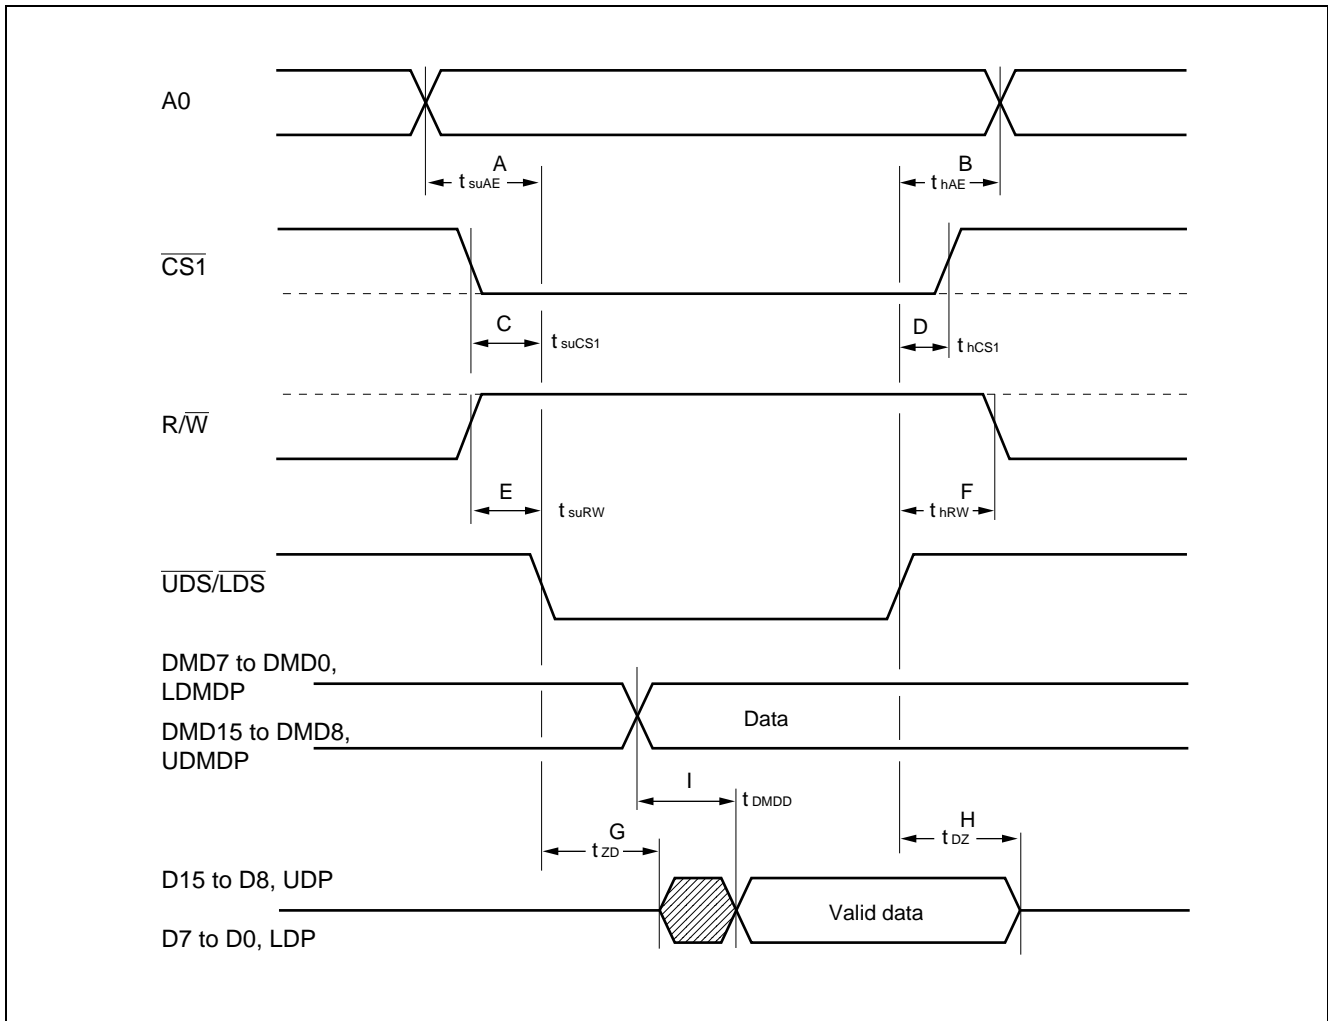 A0
A
t suAE
B
t hAE
CS1
C
t suCS1
D
t hCS1
R/W
E
t suRW
F
t hRW
UDS/LDS
DMD7 to DMD0,
LDMDP
Data
DMD15 to DMD8,
UDMDP
I
t DMDD
G
t ZD
H
t DZ
D15 to D8, UDP
Valid data
D7 to D0, LDP